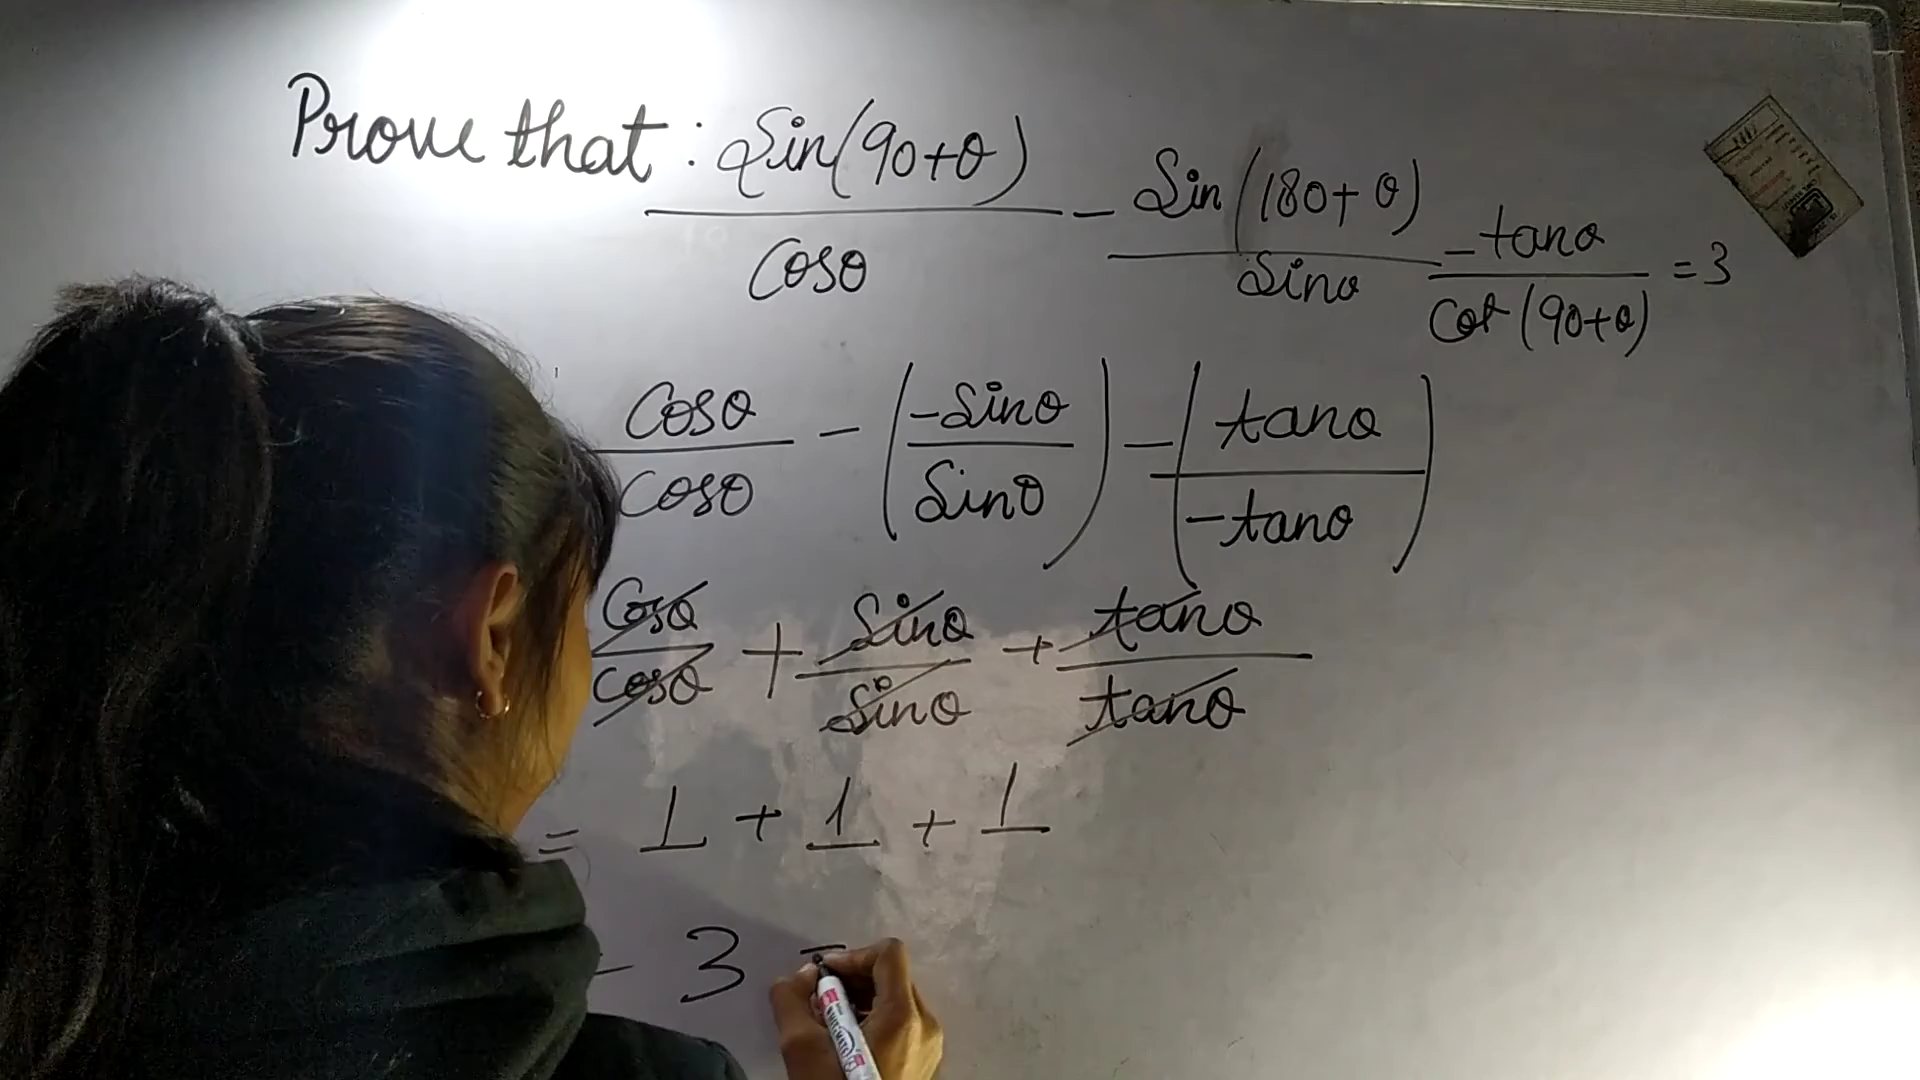 Prove that : Sin(90+θ)/Cosθ - Sin(180+θ)/Sinθ - tanθ/Cot(90+θ) = 3
Cosθ/Cosθ - (-Sinθ/Sinθ) - (tanθ/-tanθ)
Cosθ/Cosθ + Sinθ/Sinθ + tanθ/tanθ
= 1 + 1 + 1
= 3 =